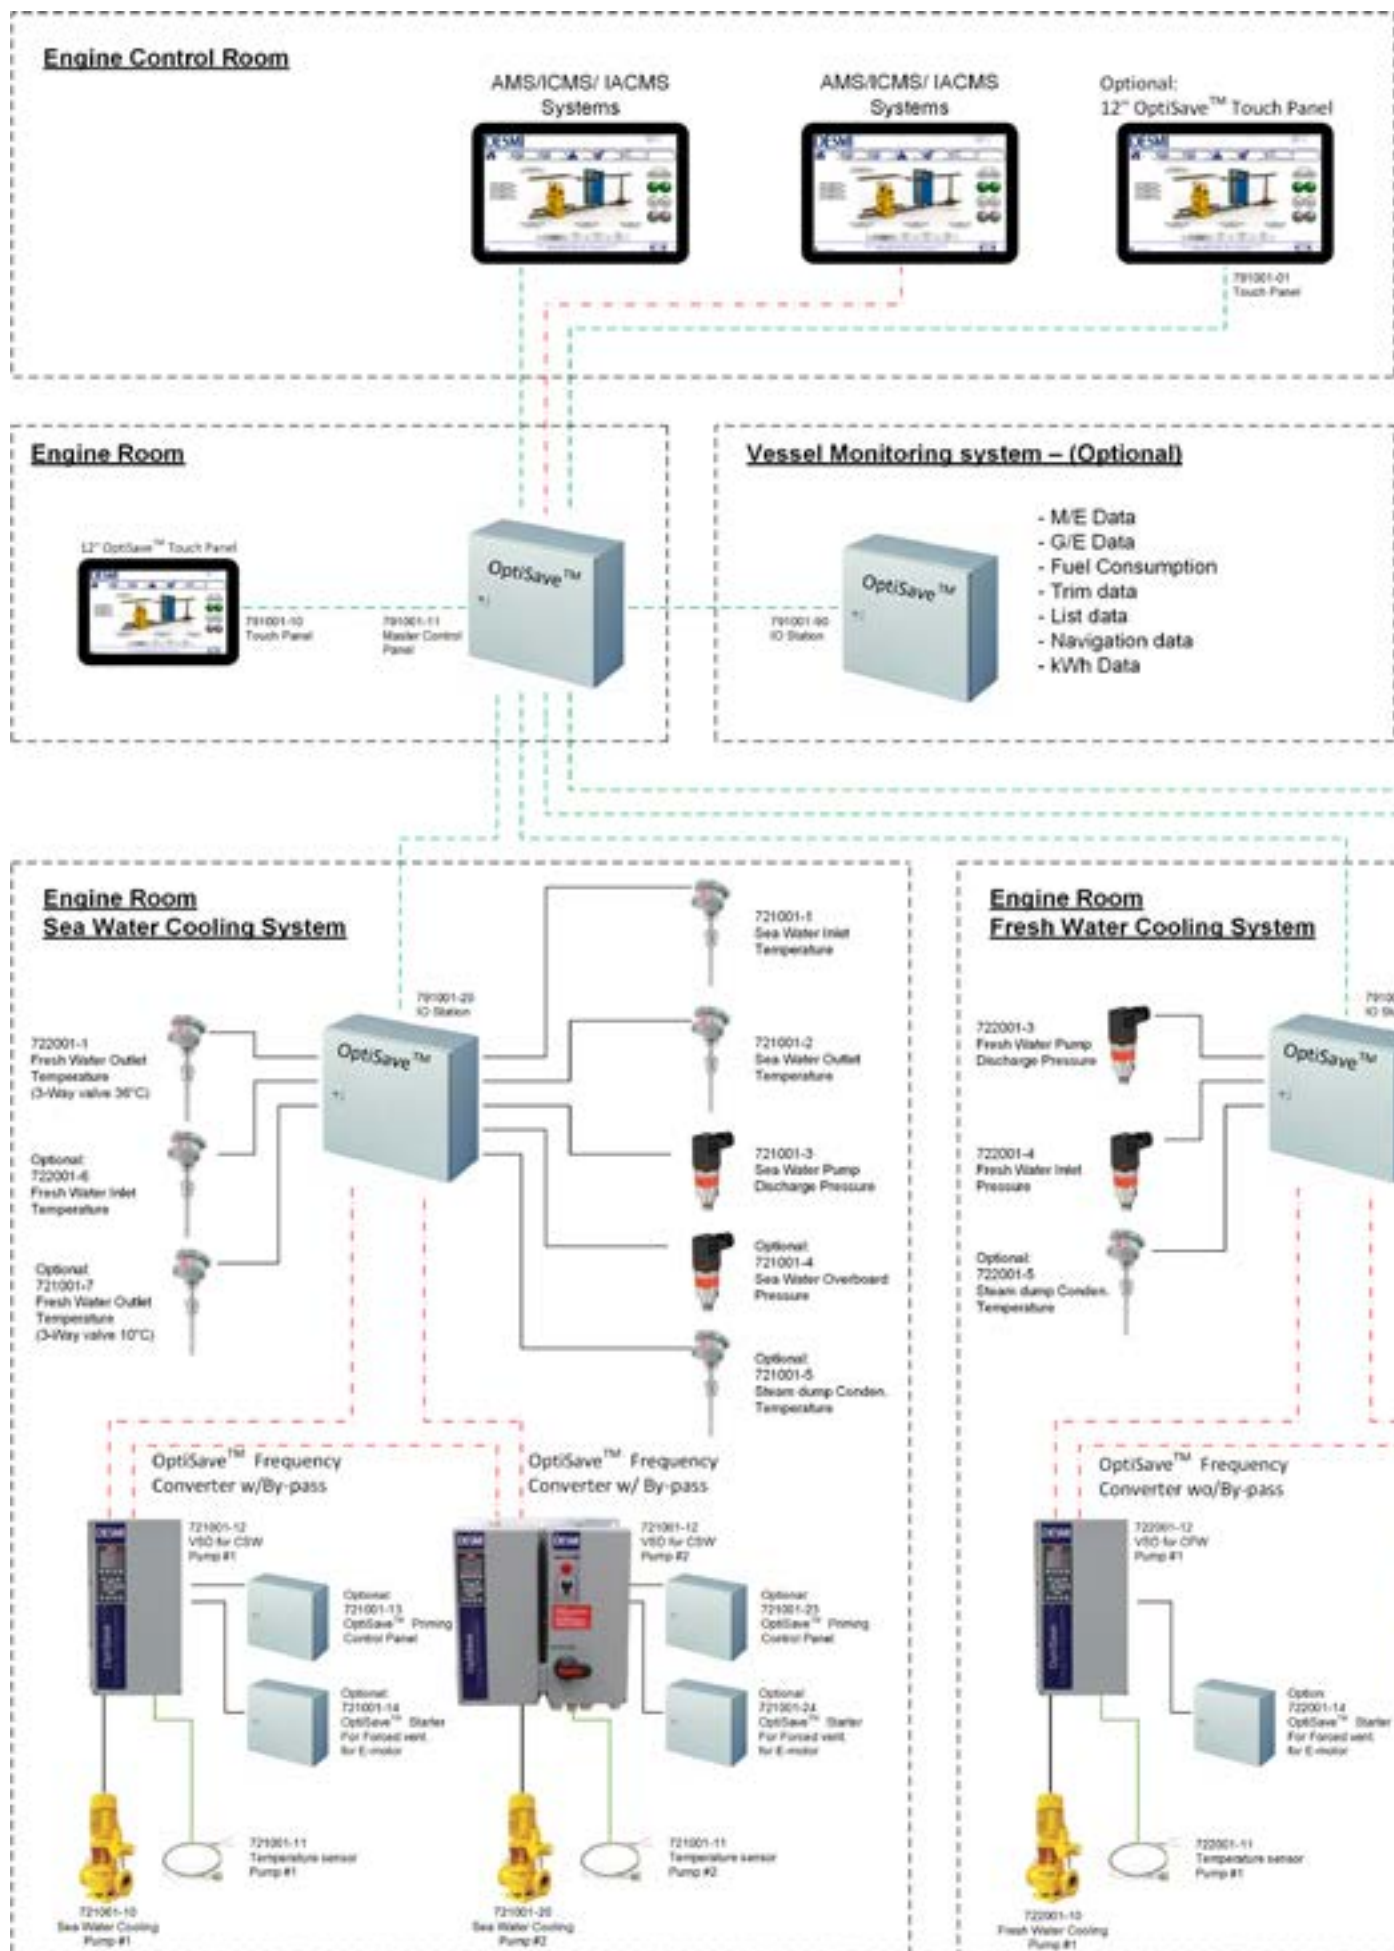 Engine Control Room
AMS/ICMS/ IACMS
Systems
AMS/ICMS/ IACMS
Systems
Optional:
12" OptiSave™ Touch Panel
DESMI
DESMI
DESMI
791001-01
Touch Panel
Engine Room
12" OptiSave™ Touch Panel
791001-10
Touch Panel
791001-11
Master Control
Panel
OptiSave™
Vessel Monitoring system – (Optional)
791001-90
IO Station
OptiSave™
- M/E Data
- G/E Data
- Fuel Consumption
- Trim data
- List data
- Navigation data
- kWh Data
Engine Room
Sea Water Cooling System
791001-20
IO Station
OptiSave™
722001-1
Fresh Water Outlet
Temperature
(3-Way valve 36°C)
Optional:
722001-6
Fresh Water Inlet
Temperature
Optional:
721001-7
Fresh Water Outlet
Temperature
(3-Way valve 10°C)
721001-1
Sea Water Inlet
Temperature
721001-2
Sea Water Outlet
Temperature
721001-3
Sea Water Pump
Discharge Pressure
Optional:
721001-4
Sea Water Overboard
Pressure
Optional:
721001-5
Steam dump Conden.
Temperature
OptiSave™ Frequency
Converter w/By-pass
OptiSave™ Frequency
Converter w/ By-pass
DESMI
OptiSave
721001-12
VSD for CSW
Pump #1
Optional:
721001-13
OptiSave™ Priming
Control Panel
Optional:
721001-14
OptiSave™ Starter
For Forced vent.
for E-motor
721001-11
Temperature sensor
Pump #1
721001-10
Sea Water Cooling
Pump #1
DESMI
DESMI
OptiSave
721001-12
VSD for CSW
Pump #2
Optional:
721001-23
OptiSave™ Priming
Control Panel
Optional:
721001-24
OptiSave™ Starter
For Forced vent.
for E-motor
721001-11
Temperature sensor
Pump #2
721001-20
Sea Water Cooling
Pump #2
Engine Room
Fresh Water Cooling System
OptiSave™
722001-3
Fresh Water Pump
Discharge Pressure
722001-4
Fresh Water Inlet
Pressure
Optional:
722001-5
Steam dump Conden.
Temperature
OptiSave™ Frequency
Converter wo/By-pass
DESMI
OptiSave
722001-12
VSD for CFW
Pump #1
Option:
722001-14
OptiSave™ Starter
For Forced vent.
for E-motor
722001-11
Temperature sensor
Pump #1
722001-10
Fresh Water Cooling
Pump #1